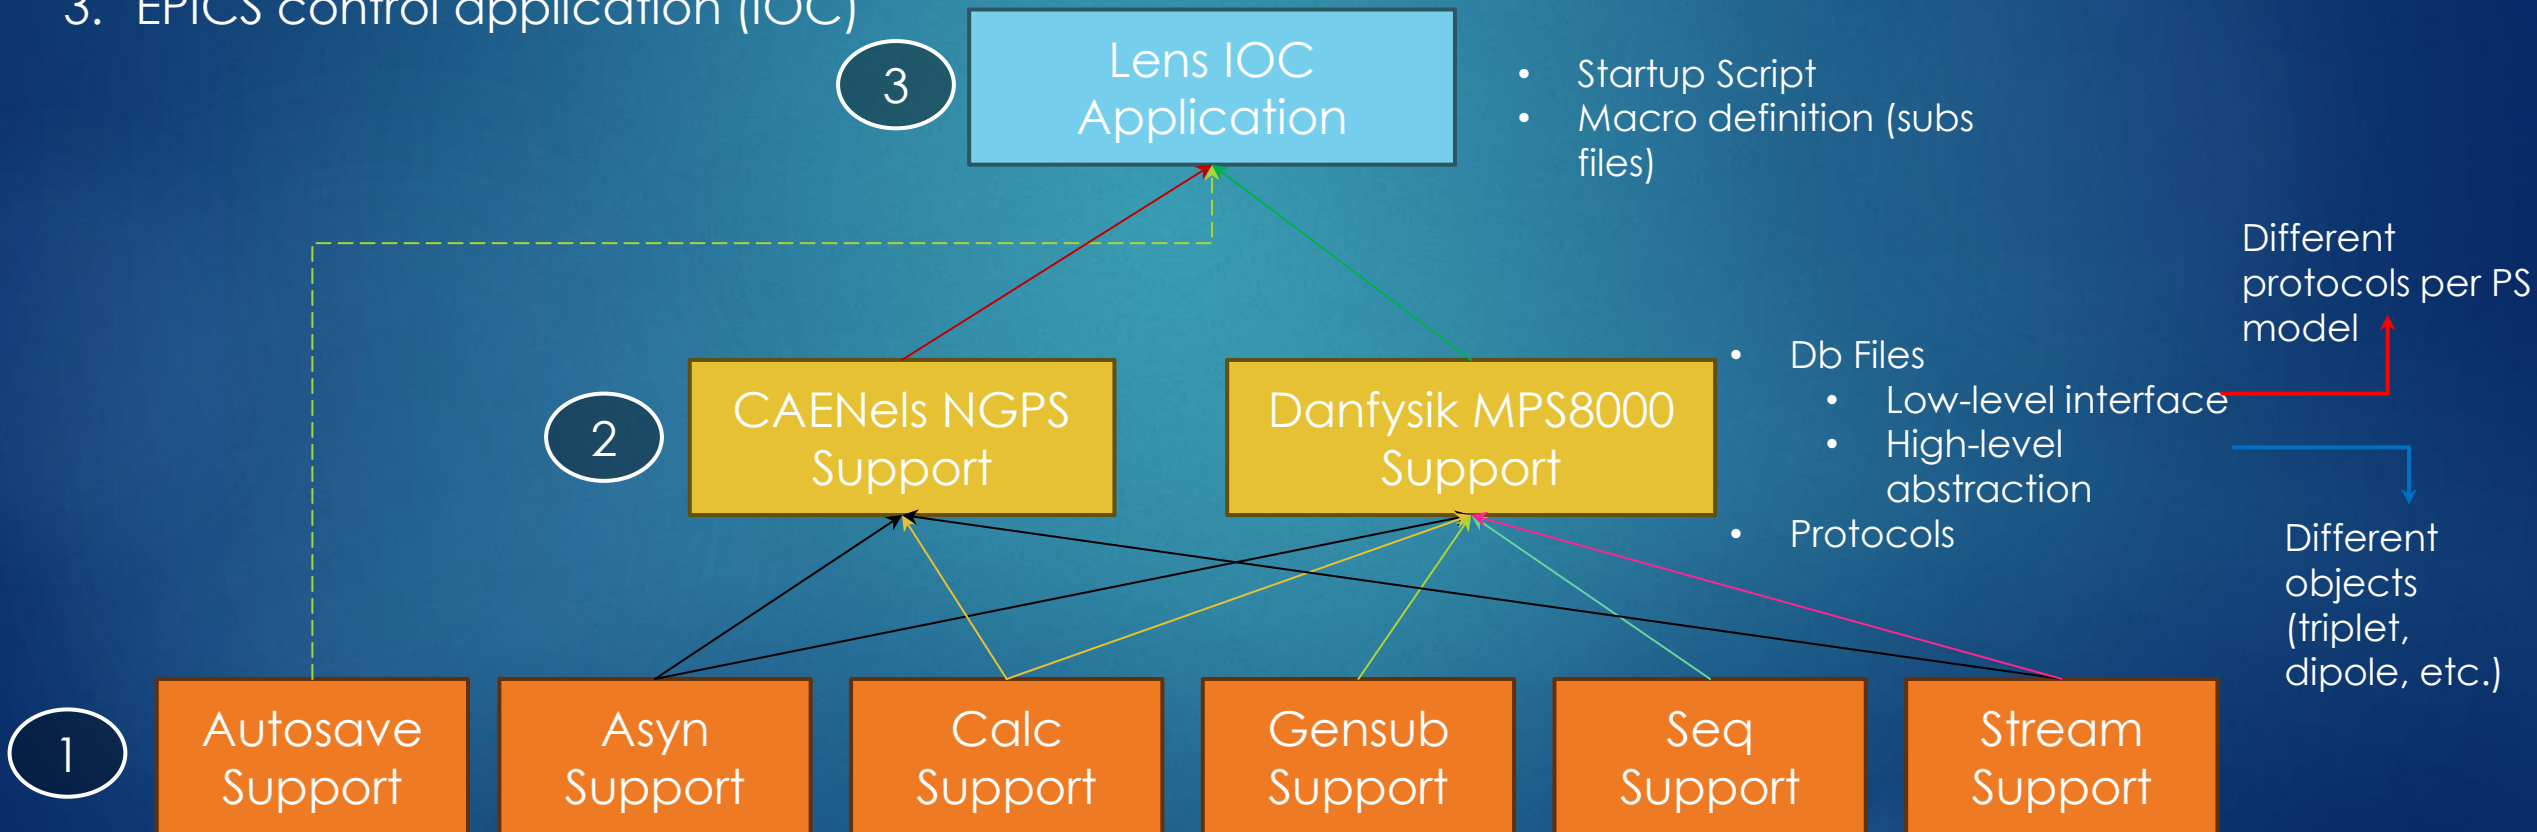 3. EPICS control application (IOC)
3
Lens IOC
Application
• Startup Script
• Macro definition (subs
files)
Different
protocols per PS
model
2
CAENels NGPS
Support
Danfysik MPS8000
Support
• Db Files
• Low-level interface
• High-level
abstraction
• Protocols
Different
objects
(triplet,
dipole, etc.)
1
Autosave
Support
Asyn
Support
Calc
Support
Gensub
Support
Seq
Support
Stream
Support